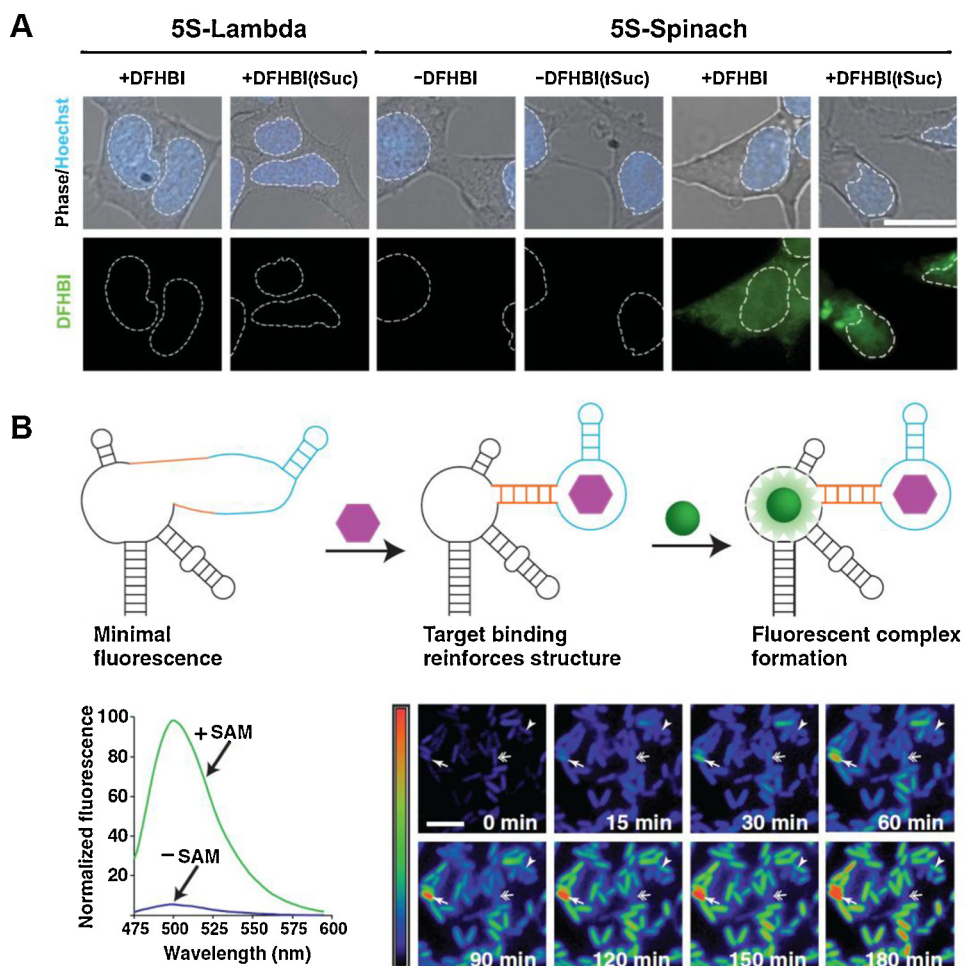 A
5S-Lambda
5S-Spinach
+DFHBI
+DFHBI(tSuc)
−DFHBI
−DFHBI(tSuc)
+DFHBI
+DFHBI(tSuc)
Phase/Hoechst
DFHBI
B
Minimal
fluorescence
Target binding
reinforces structure
Fluorescent complex
formation
Normalized fluorescence
100
80
60
40
20
+ SAM
− SAM
475 500 525 550 575 600
Wavelength (nm)
0 min
15 min
30 min
60 min
90 min
120 min
150 min
180 min